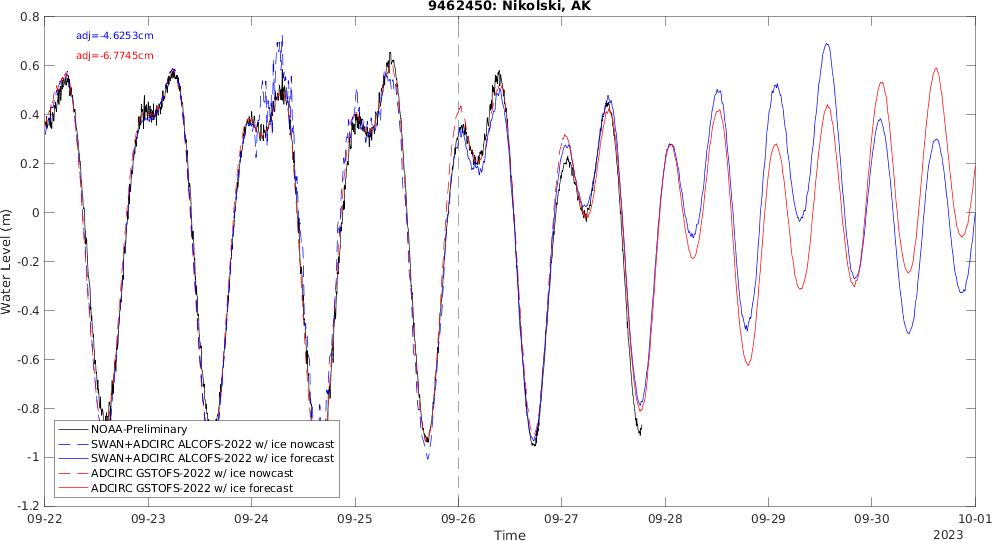 9462450: Nikolski, AK
adj=-4.6253cm
adj=-6.7745cm
Water Level (m)
0.8
0.6
0.4
0.2
0
-0.2
-0.4
-0.6
-0.8
-1
-1.2
NOAA-Preliminary
SWAN+ADCIRC ALCOFS-2022 w/ ice nowcast
SWAN+ADCIRC ALCOFS-2022 w/ ice forecast
ADCIRC GSTOFS-2022 w/ ice nowcast
ADCIRC GSTOFS-2022 w/ ice forecast
09-22 09-23 09-24 09-25 09-26 09-27 09-28 09-29 09-30 10-01
Time
2023